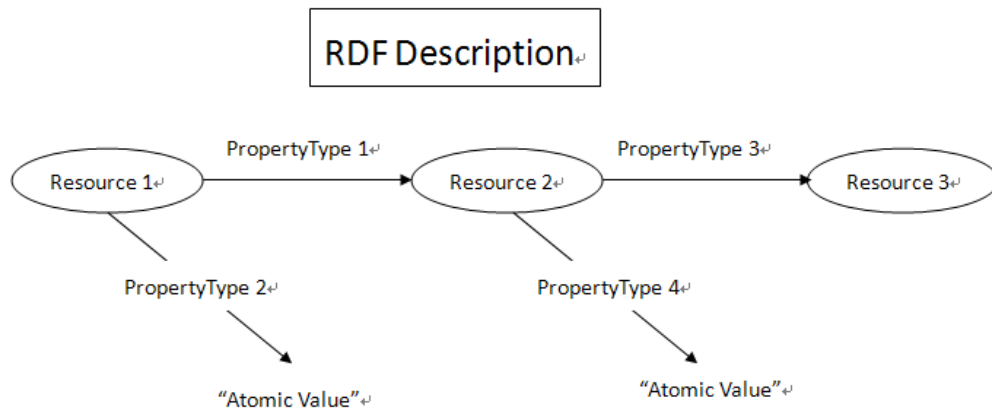 RDF Description
PropertyType 1
PropertyType 3
Resource 1
Resource 2
Resource 3
PropertyType 2
PropertyType 4
“Atomic Value”
“Atomic Value”